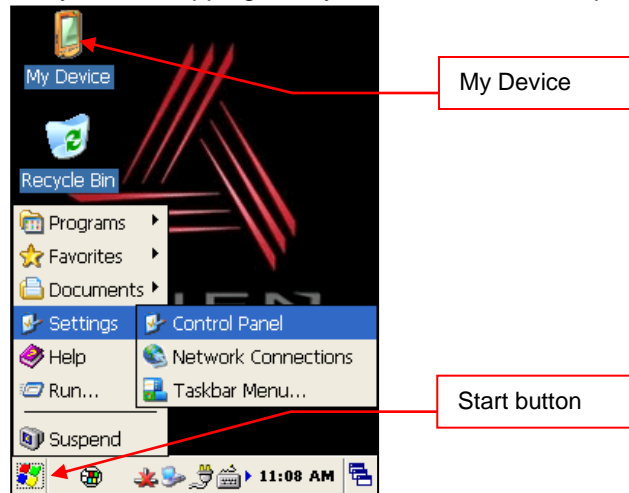 My Device
My Device
Recycle Bin
Programs
Favorites
Documents
Settings
Control Panel
Help
Network Connections
Run...
Taskbar Menu...
Start button
Suspend
11:08 AM